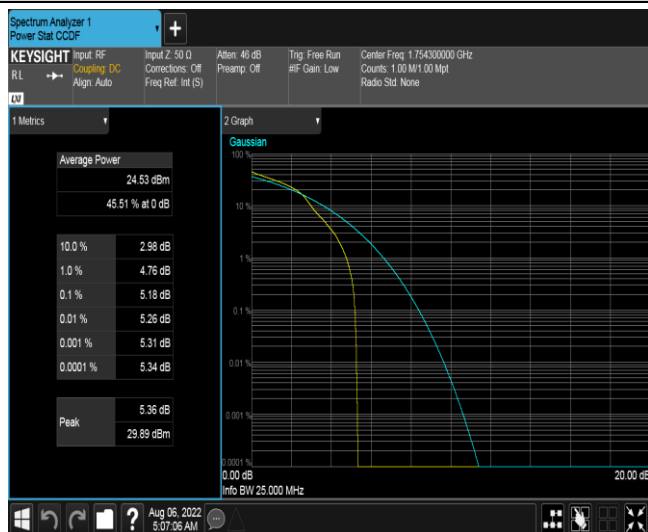 Spectrum Analyzer 1
Power Stat CCDF
+
KEYSIGHT
RL
LXI
Input: RF
Coupling: DC
Align: Auto
Input Z: 50 Ω
Corrections: Off
Freq Ref: Int (S)
Atten: 46 dB
Preamp: Off
Trig: Free Run
#IF Gain: Low
Center Freq: 1.754300000 GHz
Counts: 1.00 M/1.00 Mpt
Radio Std: None
1 Metrics
Average Power
24.53 dBm
45.51 % at 0 dB
10.0 % 2.98 dB
1.0 % 4.76 dB
0.1 % 5.18 dB
0.01 % 5.26 dB
0.001 % 5.31 dB
0.0001 % 5.34 dB
Peak
5.36 dB
29.89 dBm
2 Graph
Gaussian
100 %
10 %
1 %
0.1 %
0.01 %
0.001 %
0.0001 %
0.00 dB
20.00 dB
Info BW 25.000 MHz
?
Aug 06, 2022
5:07:06 AM